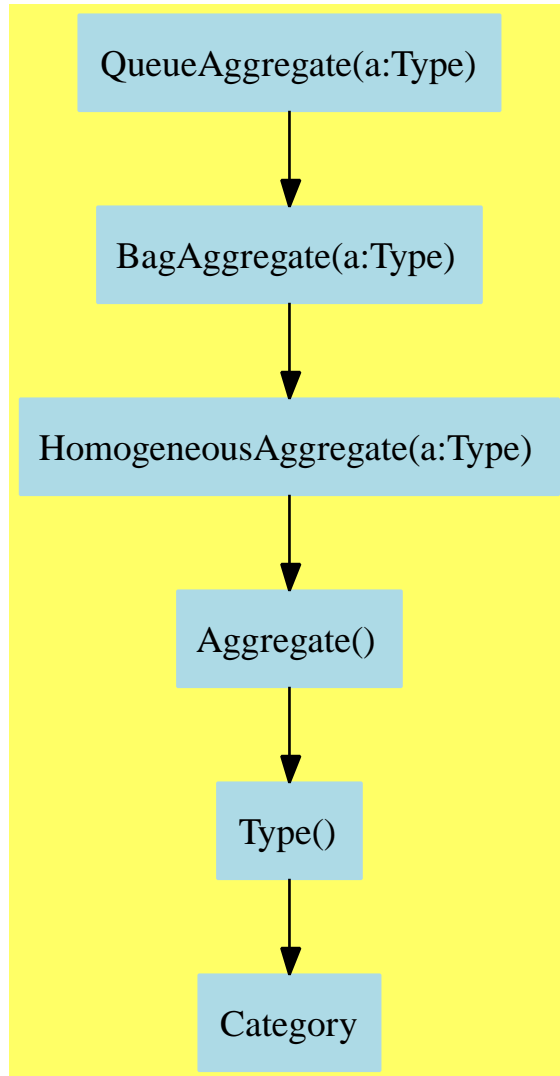 QueueAggregate(a:Type)
BagAggregate(a:Type)
HomogeneousAggregate(a:Type)
Aggregate()
Type()
Category